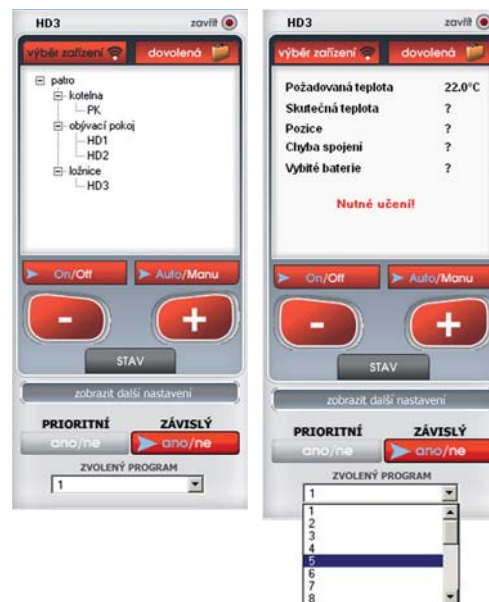 HD3 zavřít
výběr zařízení dovolená
patro
kotelna
PK
obývací pokoj
HD1
HD2
ložnice
HD3
On/Off Auto/Manu
- +
STAV
zobrazit další nastavení
PRIORITNÍ ZÁVISLÝ
ano/ne ano/ne
ZVOLENÝ PROGRAM
1
HD3 zavřít
výběr zařízení dovolená
Požadovaná teplota 22.0°C
Skutečná teplota ?
Pozice ?
Chyba spojení ?
Vybité baterie ?
Nutné učení!
On/Off Auto/Manu
- +
STAV
zobrazit další nastavení
PRIORITNÍ ZÁVISLÝ
ano/ne ano/ne
ZVOLENÝ PROGRAM
1
1
2
3
4
5
6
7
8